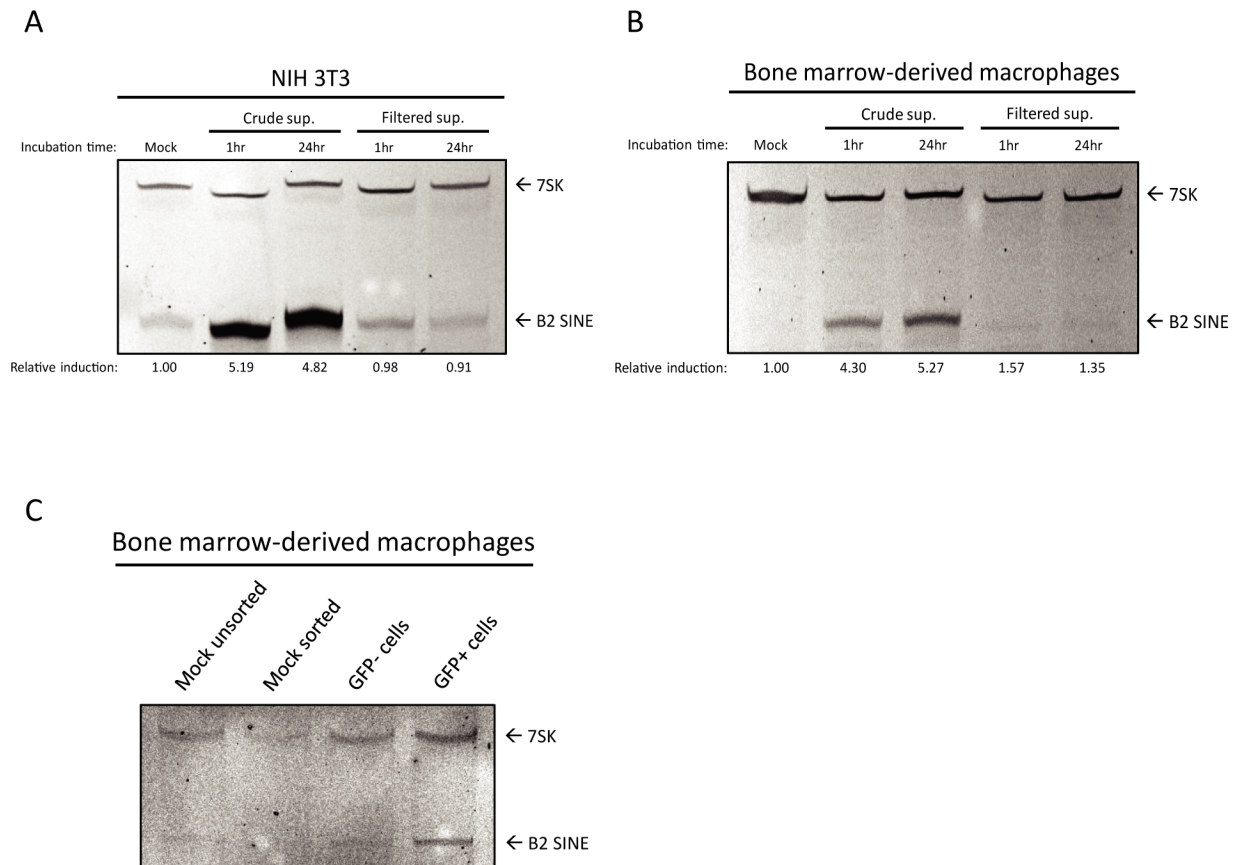 A
NIH 3T3
Crude sup. Filtered sup.
Incubation time: Mock 1hr 24hr 1hr 24hr
← 7SK
← B2 SINE
Relative induction: 1.00 5.19 4.82 0.98 0.91
B
Bone marrow-derived macrophages
Crude sup. Filtered sup.
Incubation time: Mock 1hr 24hr 1hr 24hr
← 7SK
← B2 SINE
Relative induction: 1.00 4.30 5.27 1.57 1.35
C
Bone marrow-derived macrophages
Mock unsorted Mock sorted GFP- cells GFP+ cells
← 7SK
← B2 SINE